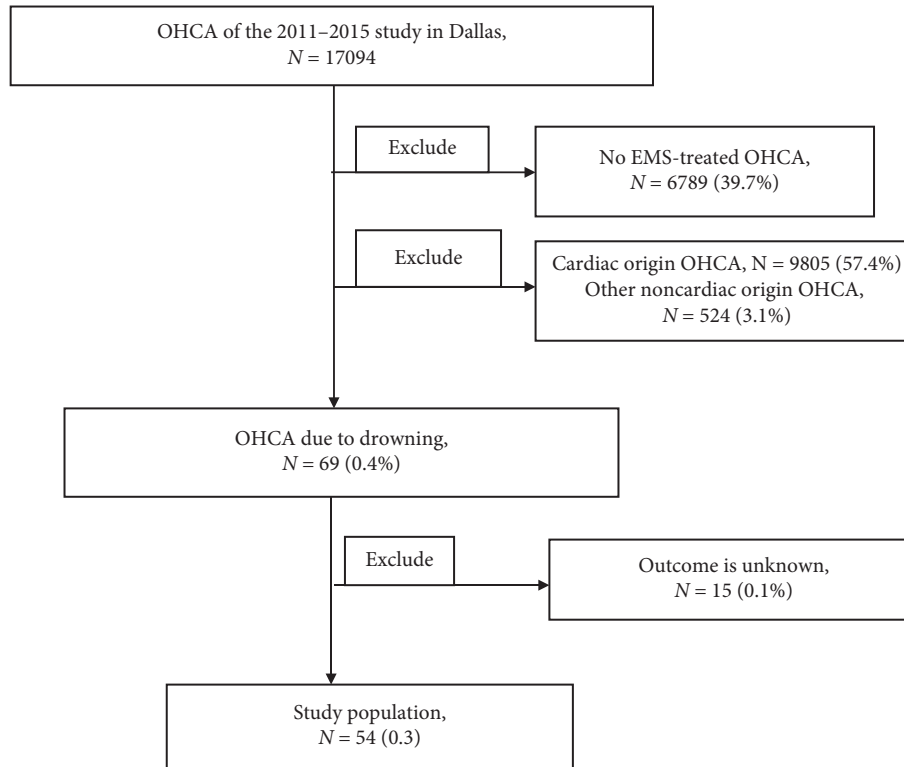 OHCA of the 2011–2015 study in Dallas,
N = 17094
Exclude
No EMS-treated OHCA,
N = 6789 (39.7%)
Exclude
Cardiac origin OHCA, N = 9805 (57.4%)
Other noncardiac origin OHCA,
N = 524 (3.1%)
OHCA due to drowning,
N = 69 (0.4%)
Exclude
Outcome is unknown,
N = 15 (0.1%)
Study population,
N = 54 (0.3)